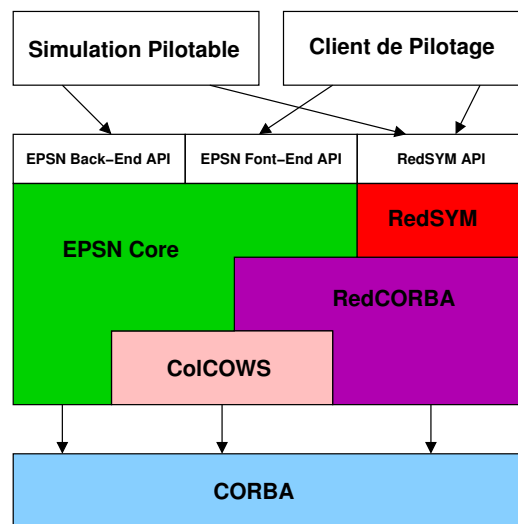 Simulation Pilotable
Client de Pilotage
EPSN Back−End API
EPSN Font−End API
RedSYM API
RedSYM
EPSN Core
RedCORBA
ColCOWS
CORBA